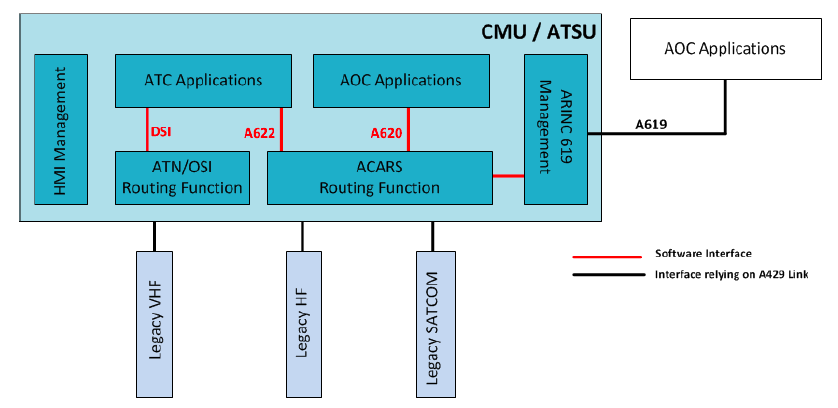 CMU / ATSU
AOC Applications
HMI Management
ATC Applications
AOC Applications
ARINC 619
Management
DSI
A622
A620
A619
ATN/OSI
Routing Function
ACARS
Routing Function
Legacy VHF
Legacy HF
Legacy SATCOM
Software Interface
Interface relying on A429 Link